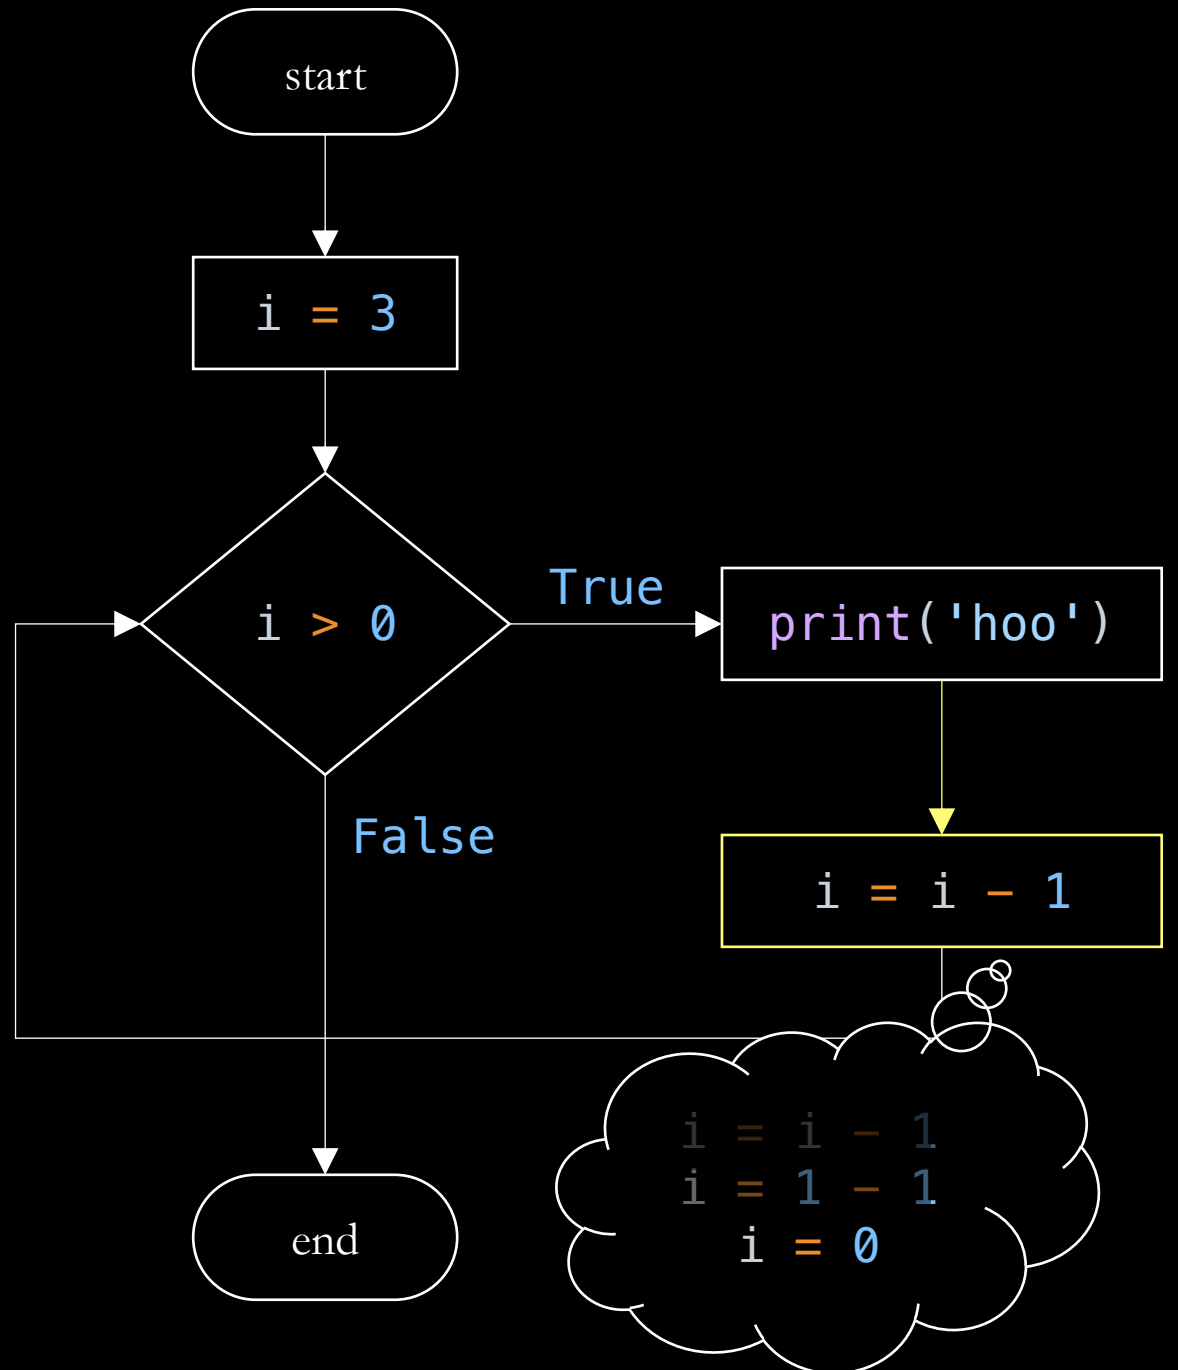 start
i = 3
i > 0
True
print('hoo')
False
i = i − 1
i = i − 1
i = 1 − 1
i = 0
end